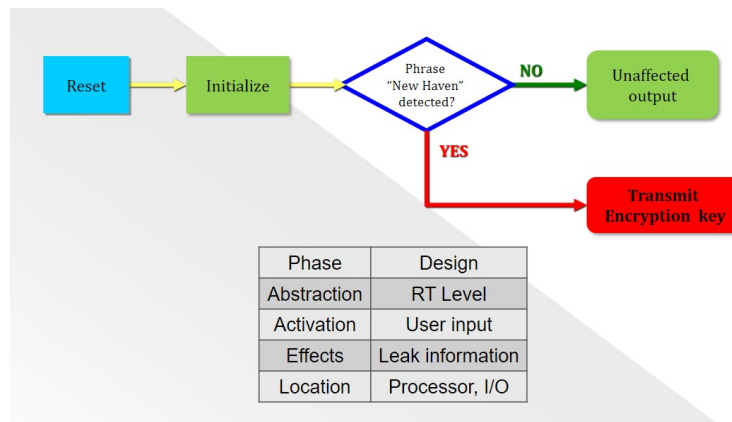 Reset
Initialize
Phrase
“New Haven”
detected?
NO
Unaffected
output
YES
Transmit
Encryption key
Phase Design
Abstraction RT Level
Activation User input
Effects Leak information
Location Processor, I/O